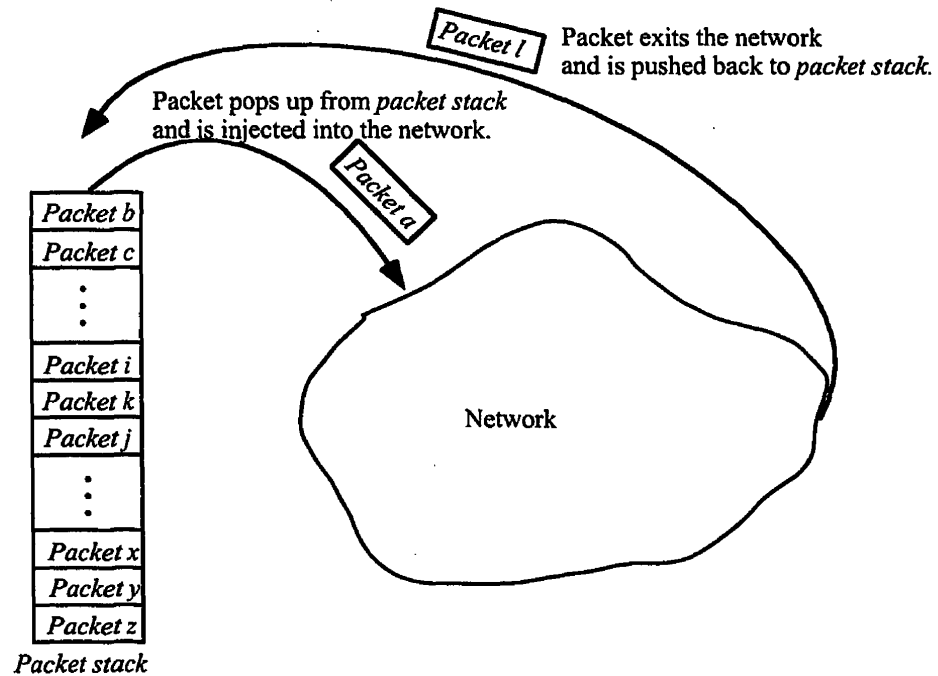 Packet l
Packet exits the network
and is pushed back to packet stack.
Packet pops up from packet stack
and is injected into the network.
Packet a
Packet b
Packet c
Packet i
Packet k
Packet j
Packet x
Packet y
Packet z
Packet stack
Network